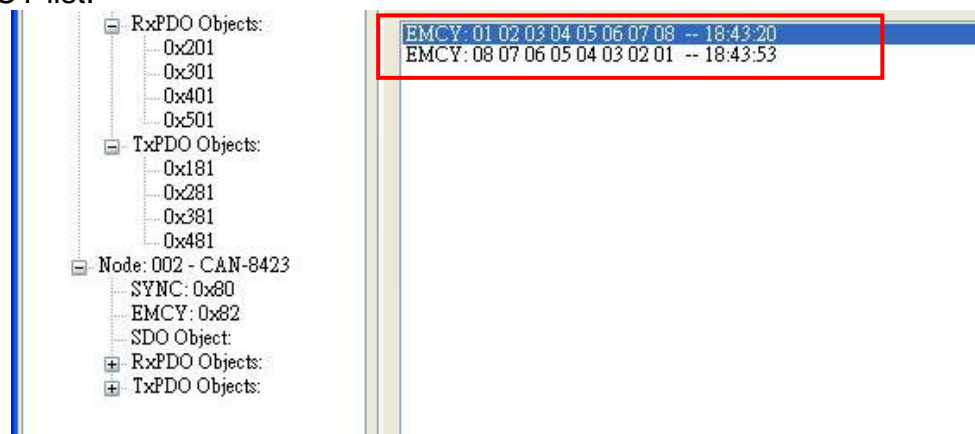 list.
RxPDO Objects:
0x201
0x301
0x401
0x501
TxPDO Objects:
0x181
0x281
0x381
0x481
Node: 002 - CAN-8423
SYNC: 0x80
EMCY: 0x82
SDO Object:
RxPDO Objects:
TxPDO Objects:
EMCY: 01 02 03 04 05 06 07 08 -- 18:43:20
EMCY: 08 07 06 05 04 03 02 01 -- 18:43:53